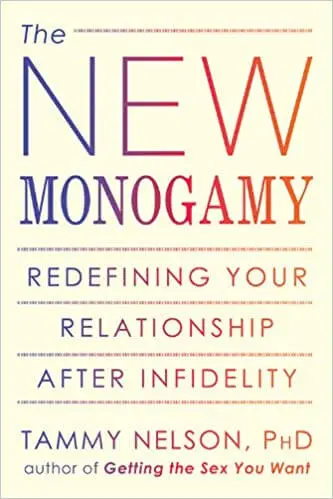 The
NEW
MONOGAMY
REDEFINING YOUR
RELATIONSHIP
AFTER INFIDELITY
TAMMY NELSON, PHD
author of Getting the Sex You Want